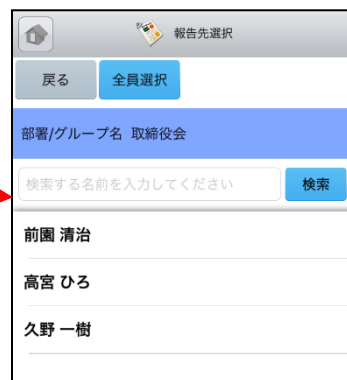 報告先選択
戻る 全員選択
部署/グループ名 取締役会
検索する名前を入力してください 検索
前園 清治
高宮 ひろ
久野 一樹